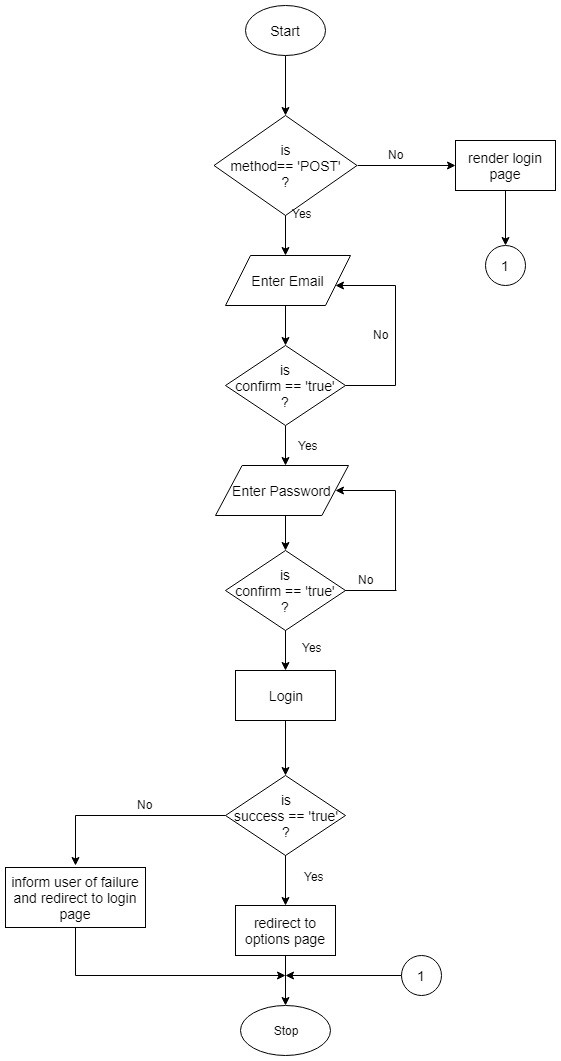 Start
is
method== 'POST'
?
No
render login
page
Yes
1
Enter Email
No
is
confirm == 'true'
?
Yes
Enter Password
is
confirm == 'true'
?
No
Yes
Login
is
success == 'true'
?
No
Yes
inform user of failure
and redirect to login
page
redirect to
options page
1
Stop